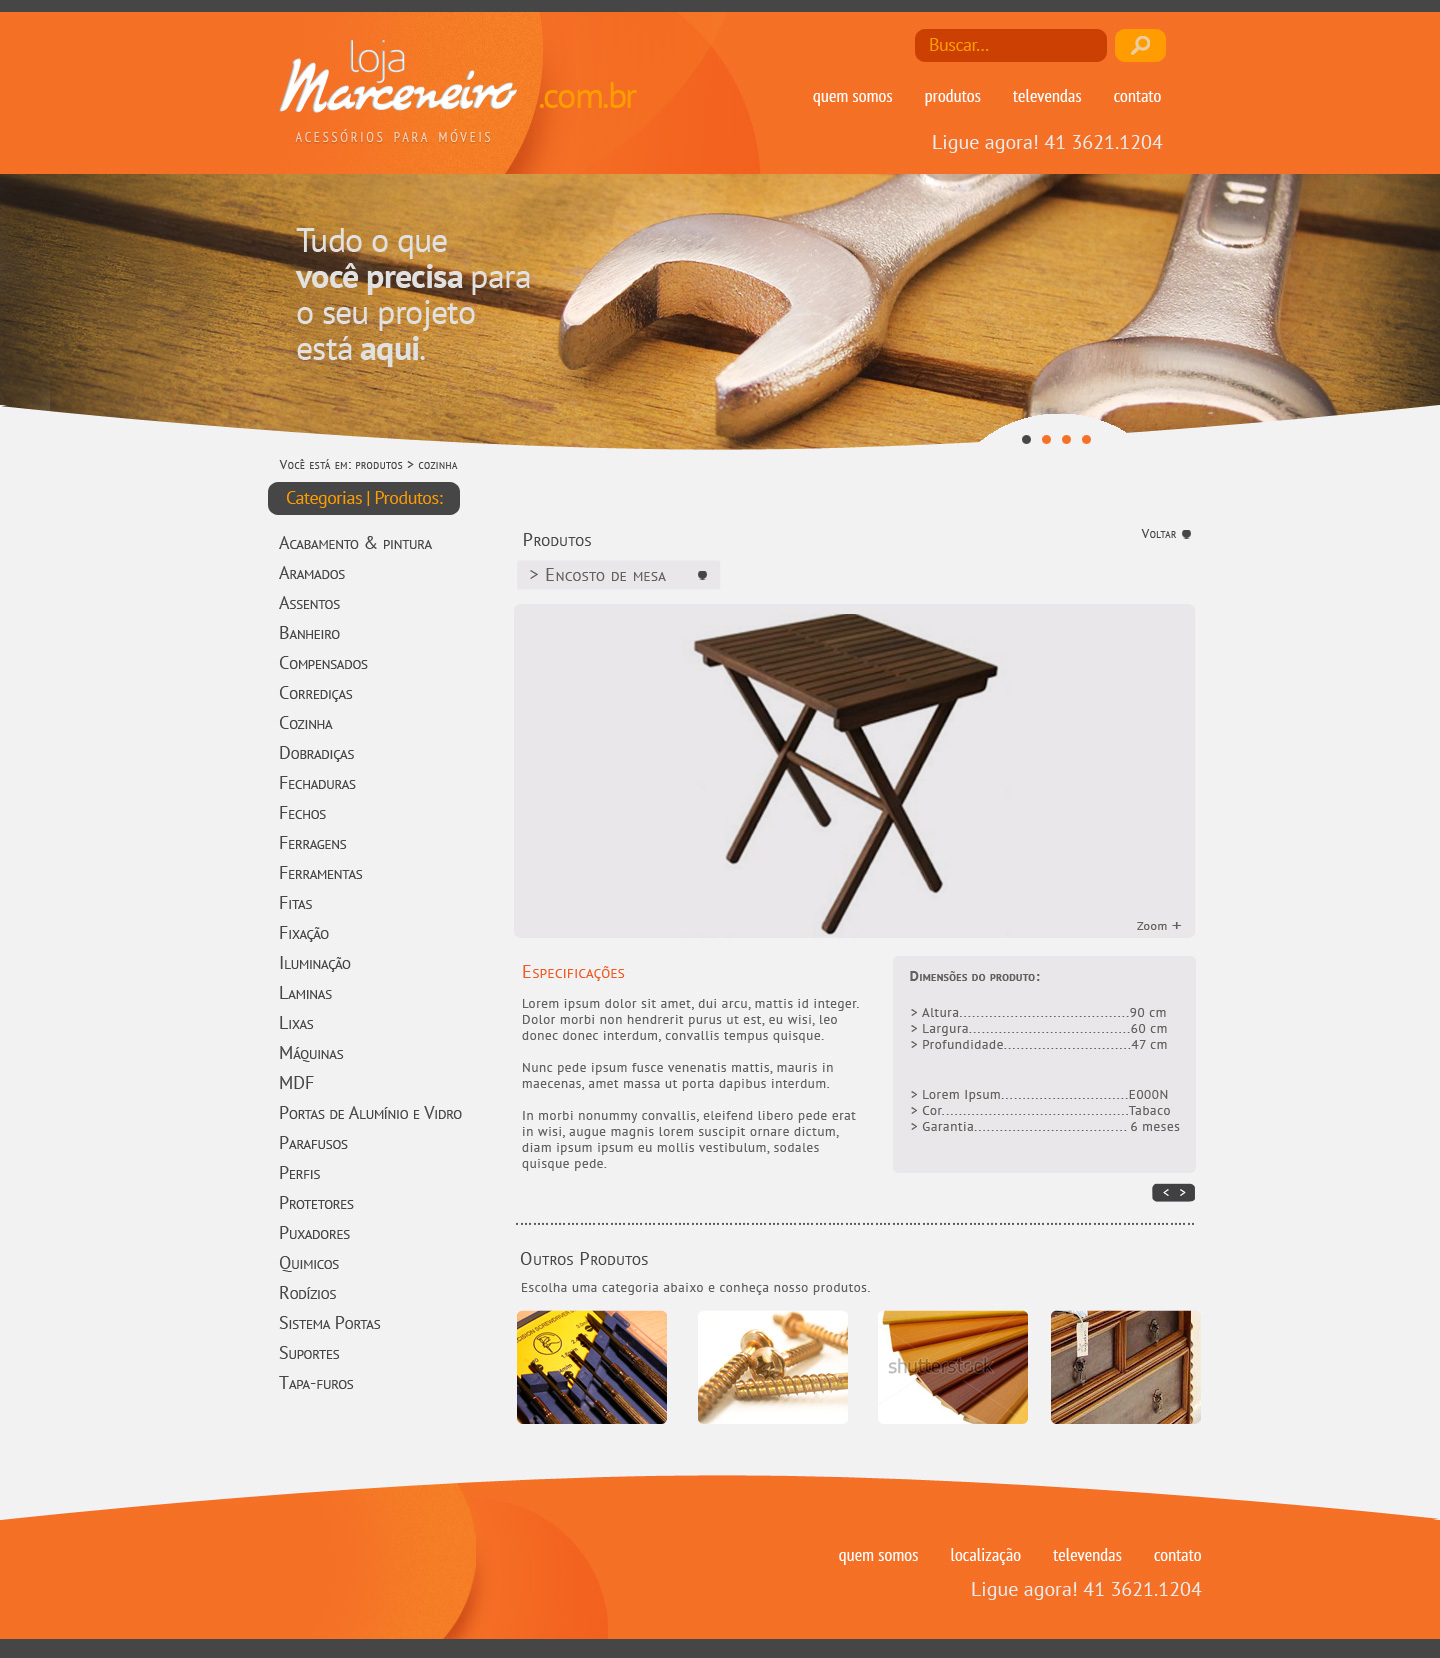 loja
Marceneiro
.com.br
ACESSÓRIOS PARA MÓVEIS
Buscar...
quem somos produtos televendas contato
Ligue agora! 41 3621.1204
11
Tudo o que
você precisa para
o seu projeto
está aqui.
Você está em: produtos > cozinha
Categorias | Produtos:
Acabamento & pintura
Aramados
Assentos
Banheiro
Compensados
Corrediças
Cozinha
Dobradiças
Fechaduras
Fechos
Ferragens
Ferramentas
Fitas
Fixação
Iluminação
Laminas
Lixas
Máquinas
MDF
Portas de Alumínio e Vidro
Parafusos
Perfis
Protetores
Puxadores
Quimicos
Rodízios
Sistema Portas
Suportes
Tapa-furos
Produtos
Voltar
> Encosto de mesa
Zoom +
Especificações
Lorem ipsum dolor sit amet, dui arcu, mattis id integer.
Dolor morbi non hendrerit purus ut est, eu wisi, leo
donec donec interdum, convallis tempus quisque.
Nunc pede ipsum fusce venenatis mattis, mauris in
maecenas, amet massa ut porta dapibus interdum.
In morbi nonummy convallis, eleifend libero pede erat
in wisi, augue magnis lorem suscipit ornare dictum,
diam ipsum ipsum eu mollis vestibulum, sodales
quisque pede.
Dimensões do produto:
> Altura........................................90 cm
> Largura......................................60 cm
> Profundidade..............................47 cm
> Lorem Ipsum..............................E000N
> Cor............................................Tabaco
> Garantia.................................... 6 meses
< >
Outros Produtos
Escolha uma categoria abaixo e conheça nosso produtos.
shutterstock
quem somos localização televendas contato
Ligue agora! 41 3621.1204